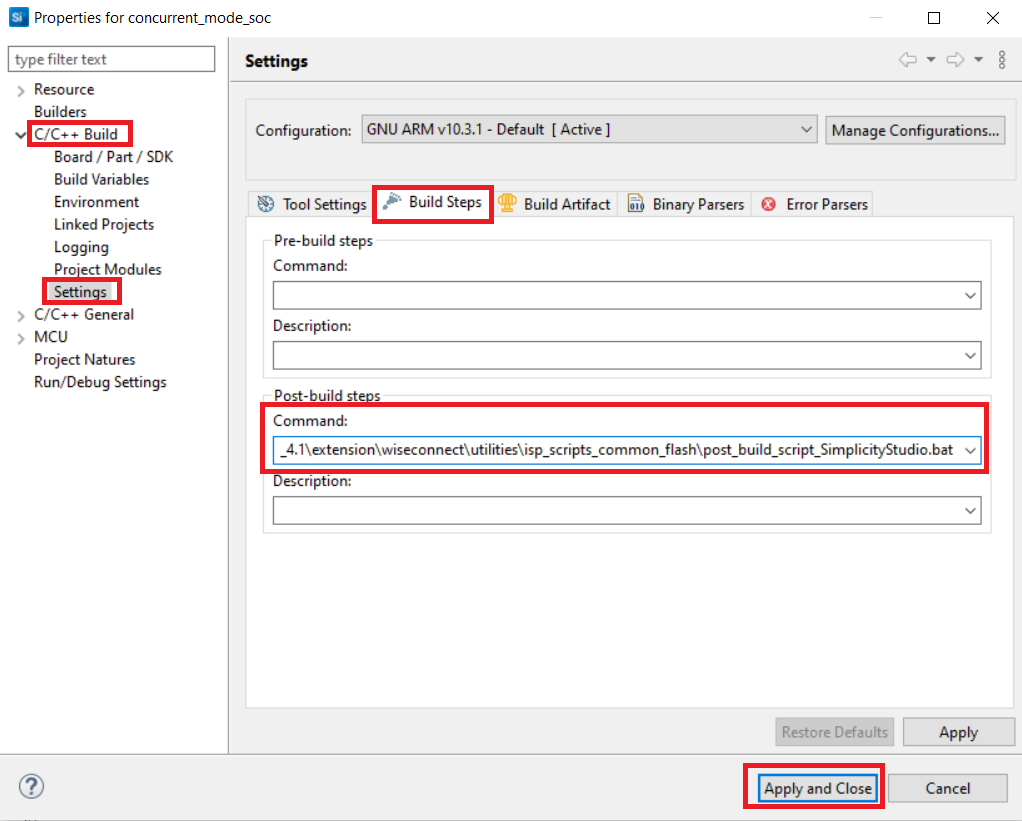 Si Properties for concurrent_mode_soc
type filter text
Resource
Builders
C/C++ Build
Board / Part / SDK
Build Variables
Environment
Linked Projects
Logging
Project Modules
Settings
C/C++ General
MCU
Project Natures
Run/Debug Settings
Settings
Configuration: GNU ARM v10.3.1 - Default [ Active ] Manage Configurations...
Tool Settings Build Steps Build Artifact 010 Binary Parsers Error Parsers
Pre-build steps
Command:
Description:
Post-build steps
Command:
_4.1\extension\wiseconnect\utilities\isp_scripts_common_flash\post_build_script_SimplicityStudio.bat
Description:
Restore Defaults Apply
? Apply and Close Cancel